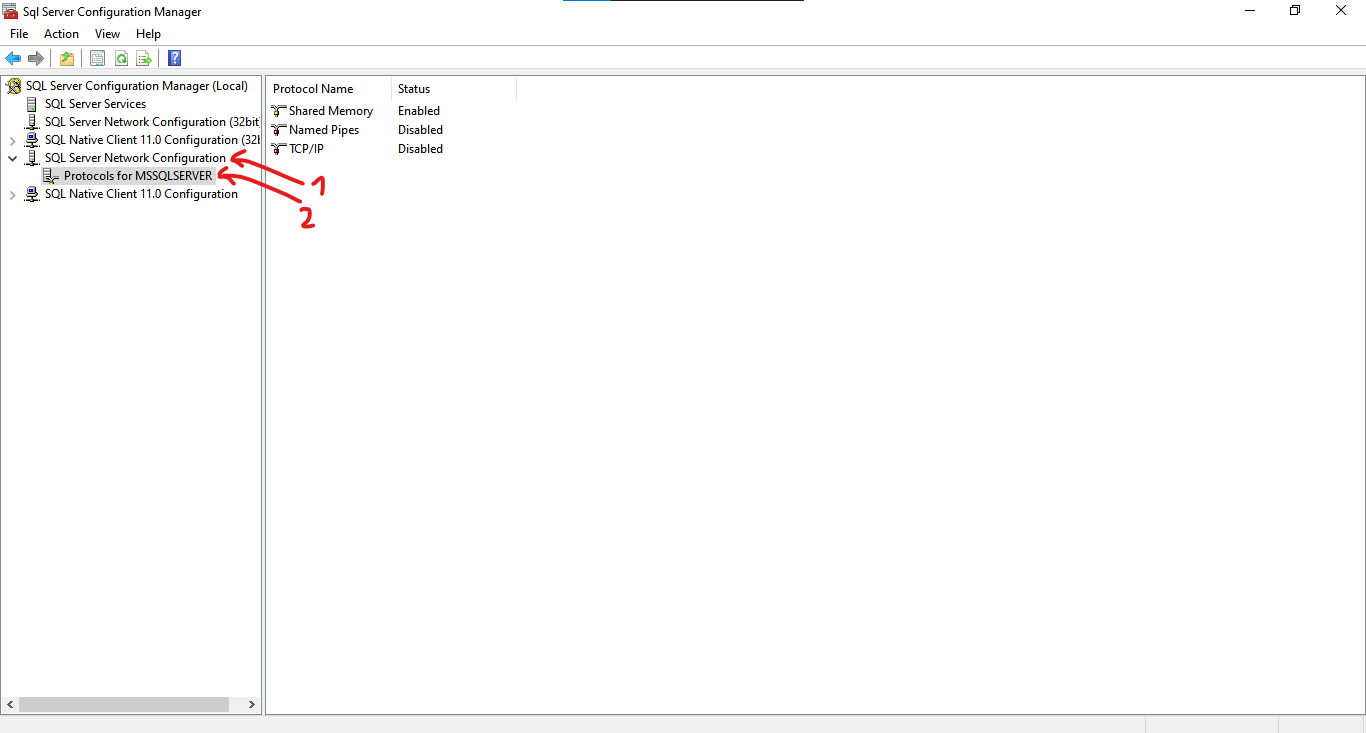 Sql Server Configuration Manager
File Action View Help
SQL Server Configuration Manager (Local)
SQL Server Services
SQL Server Network Configuration (32bit
SQL Native Client 11.0 Configuration (32b
SQL Server Network Configuration
Protocols for MSSQLSERVER
SQL Native Client 11.0 Configuration
Protocol Name Status
Shared Memory Enabled
Named Pipes Disabled
TCP/IP Disabled
1
2